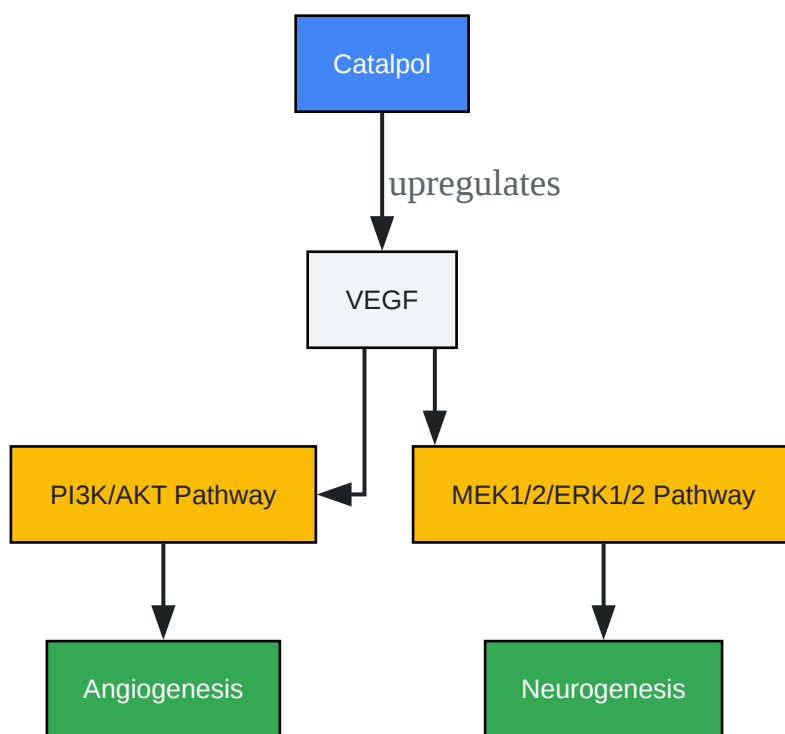 Catalpol
upregulates
VEGF
PI3K/AKT Pathway
MEK1/2/ERK1/2 Pathway
Angiogenesis
Neurogenesis